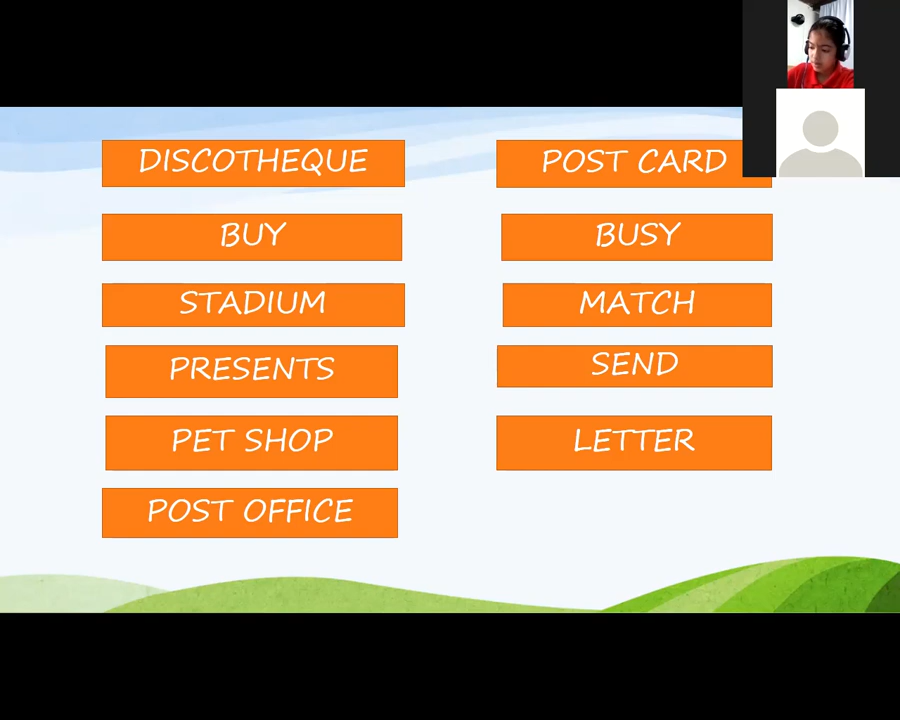 DISCOTHEQUE
BUY
STADIUM
PRESENTS
PET SHOP
POST OFFICE
POST CARD
BUSY
MATCH
SEND
LETTER